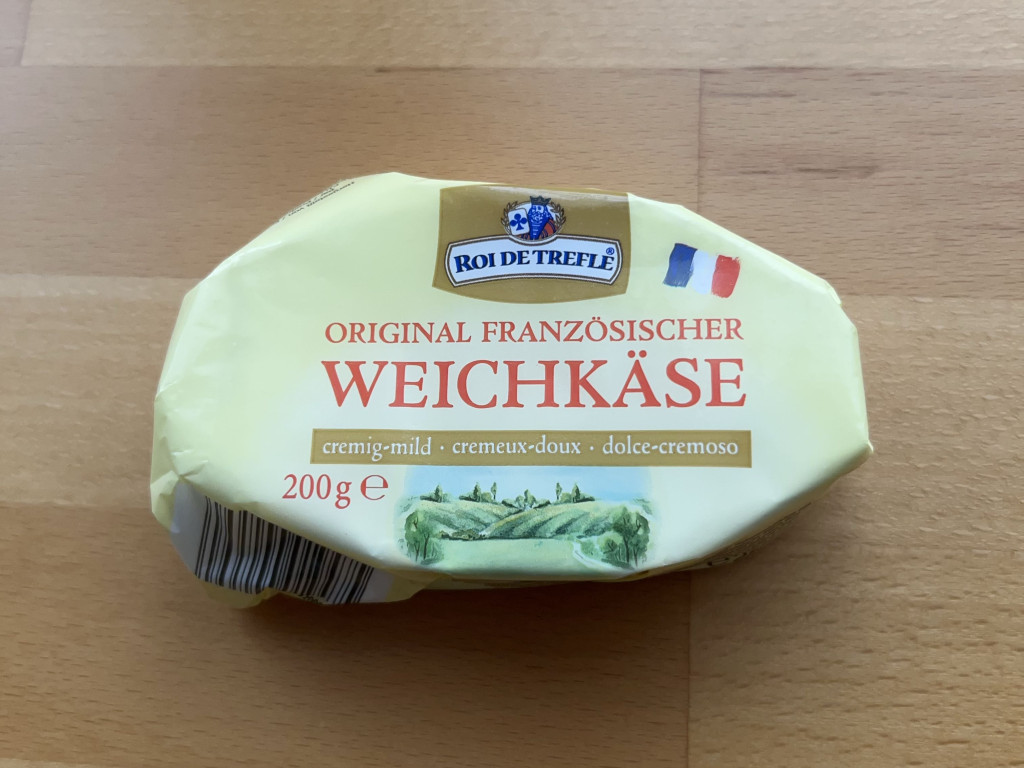 ROI DE TREFLE®
ORIGINAL FRANZÖSISCHER
WEICHKÄSE
cremig-mild · cremeux-doux · dolce-cremoso
200g ℮